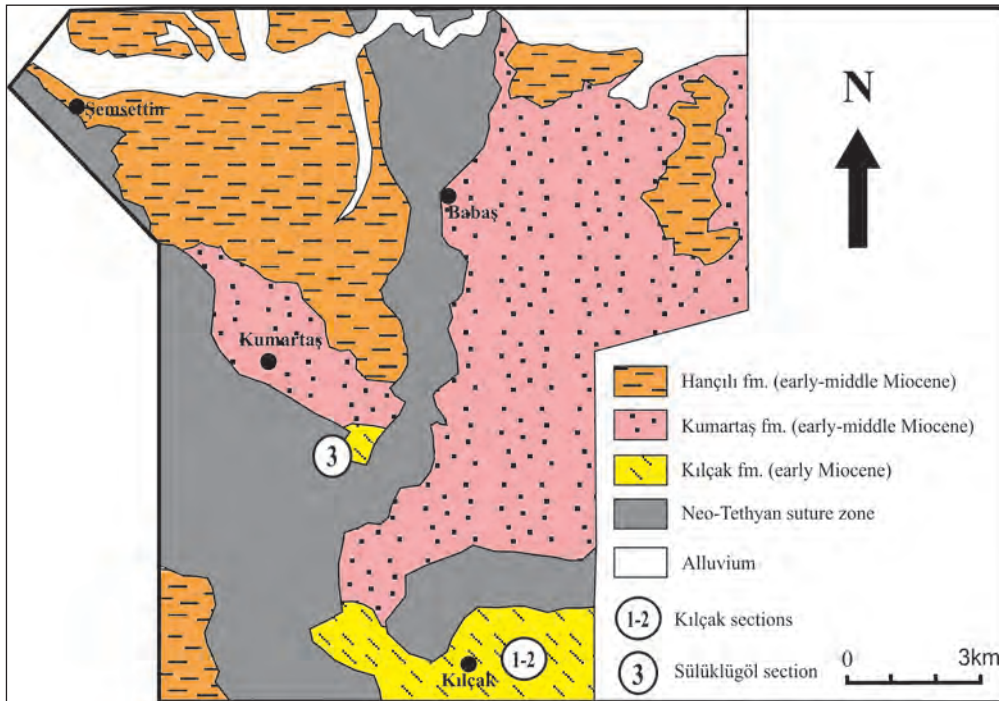 N
Şemsettin
Babaş
Kumartaş
3
Hançılı fm. (early-middle Miocene)
Kumartaş fm. (early-middle Miocene)
Kılçak fm. (early Miocene)
Neo-Tethyan suture zone
Alluvium
1-2 Kılçak sections
3 Sülüklügöl section
1-2
Kılçak
0 3km